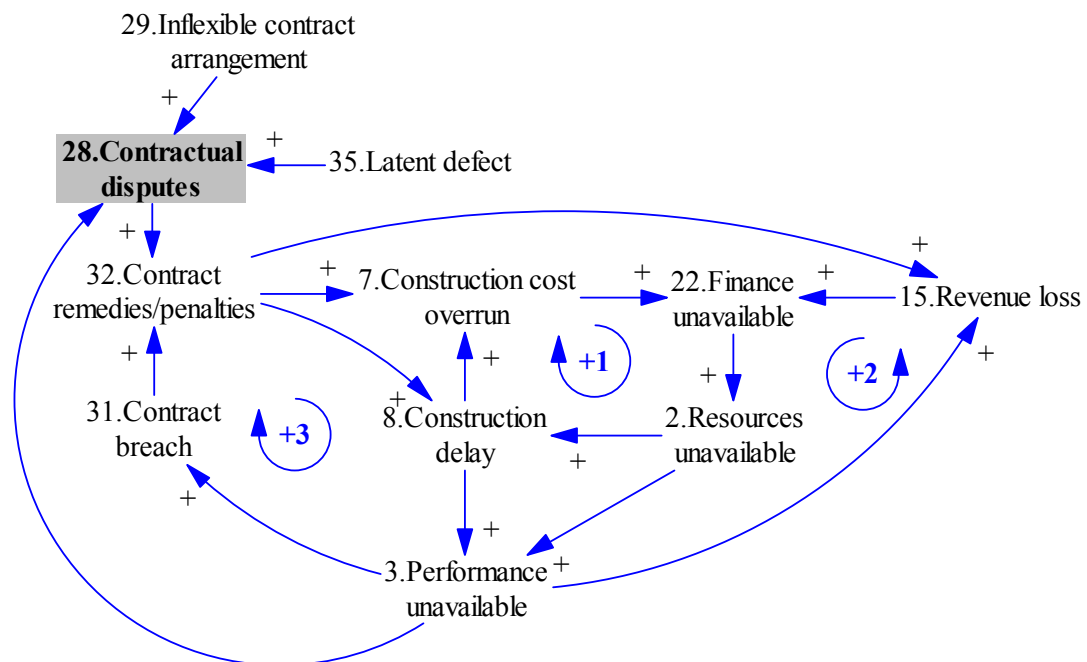 29.Inflexible contract
arrangement
+
28.Contractual
disputes
+
35.Latent defect
+
32.Contract
remedies/penalties
+
7.Construction cost
overrun
+
22.Finance
unavailable
+
+
15.Revenue loss
+
+
+1
+
+
+2
31.Contract
breach
+3
+
8.Construction
delay
2.Resources
unavailable
+
+
+
3.Performance
unavailable
+